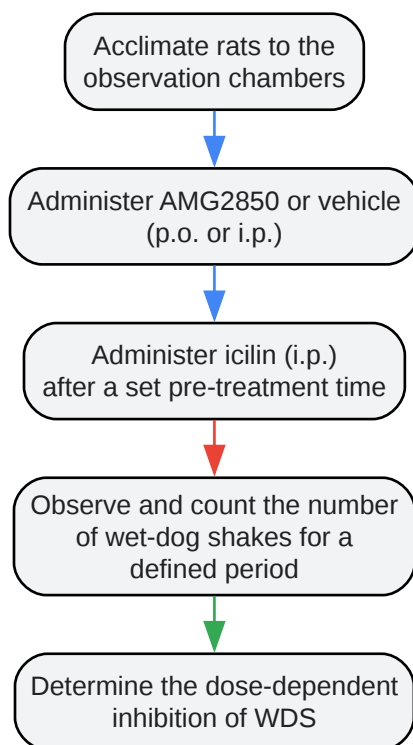 Acclimate rats to the
observation chambers
Administer AMG2850 or vehicle
(p.o. or i.p.)
Administer icilin (i.p.)
after a set pre-treatment time
Observe and count the number
of wet-dog shakes for a
defined period
Determine the dose-dependent
inhibition of WDS